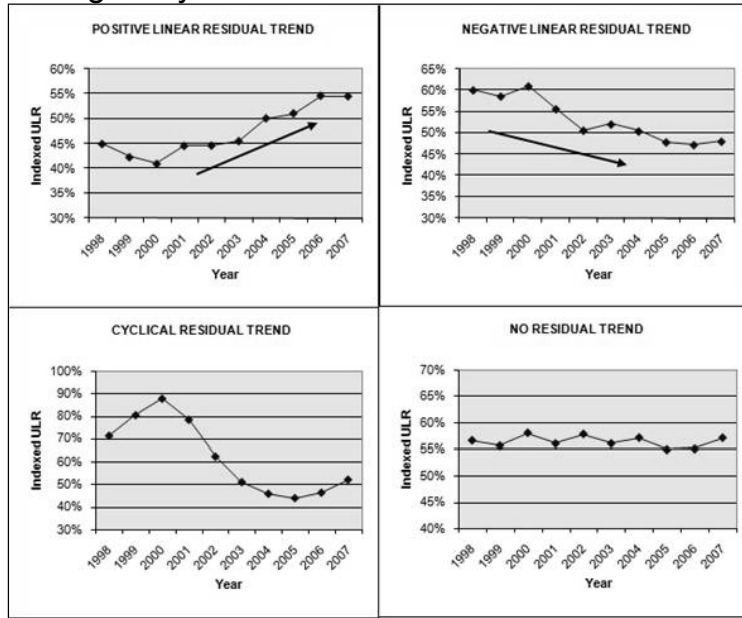 POSITIVE LINEAR RESIDUAL TREND
60%
55%
50%
45%
40%
35%
30%
Indexed ULR
1998 1999 2000 2001 2002 2003 2004 2005 2006 2007
Year
NEGATIVE LINEAR RESIDUAL TREND
65%
60%
55%
50%
45%
40%
35%
30%
Indexed ULR
1998 1999 2000 2001 2002 2003 2004 2005 2006 2007
Year
CYCLICAL RESIDUAL TREND
100%
90%
80%
70%
60%
50%
40%
30%
Indexed ULR
1998 1999 2000 2001 2002 2003 2004 2005 2006 2007
Year
NO RESIDUAL TREND
70%
65%
60%
55%
50%
45%
40%
Indexed ULR
1998 1999 2000 2001 2002 2003 2004 2005 2006 2007
Year